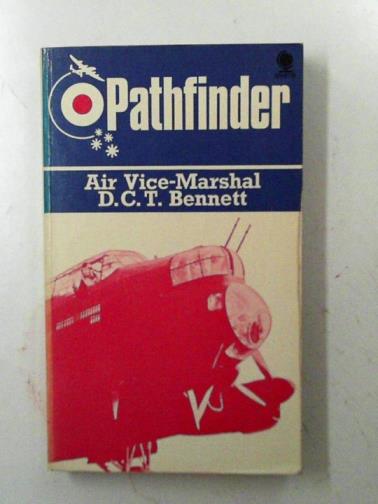 Pathfinder
Air Vice-Marshal
D.C.T. Bennett